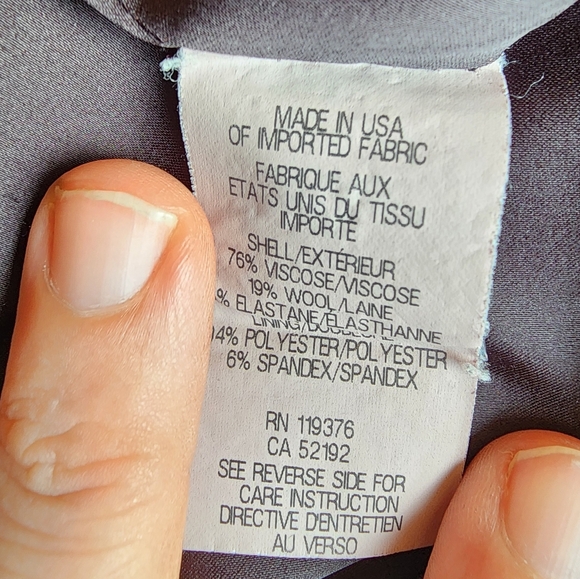 MADE IN USA
OF IMPORTED FABRIC
FABRIQUE AUX
ETATS UNIS DU TISSU
IMPORTE
SHELL/EXTÉRIEUR
76% VISCOSE/VISCOSE
19% WOOL/LAINE
% ELASTANE/ÉLASTHANNE
LINING/
4% POLYESTER/POLYESTER
6% SPANDEX/SPANDEX
RN 119376
CA 52192
SEE REVERSE SIDE FOR
CARE INSTRUCTION
DIRECTIVE D'ENTRETIEN
AU VERSO